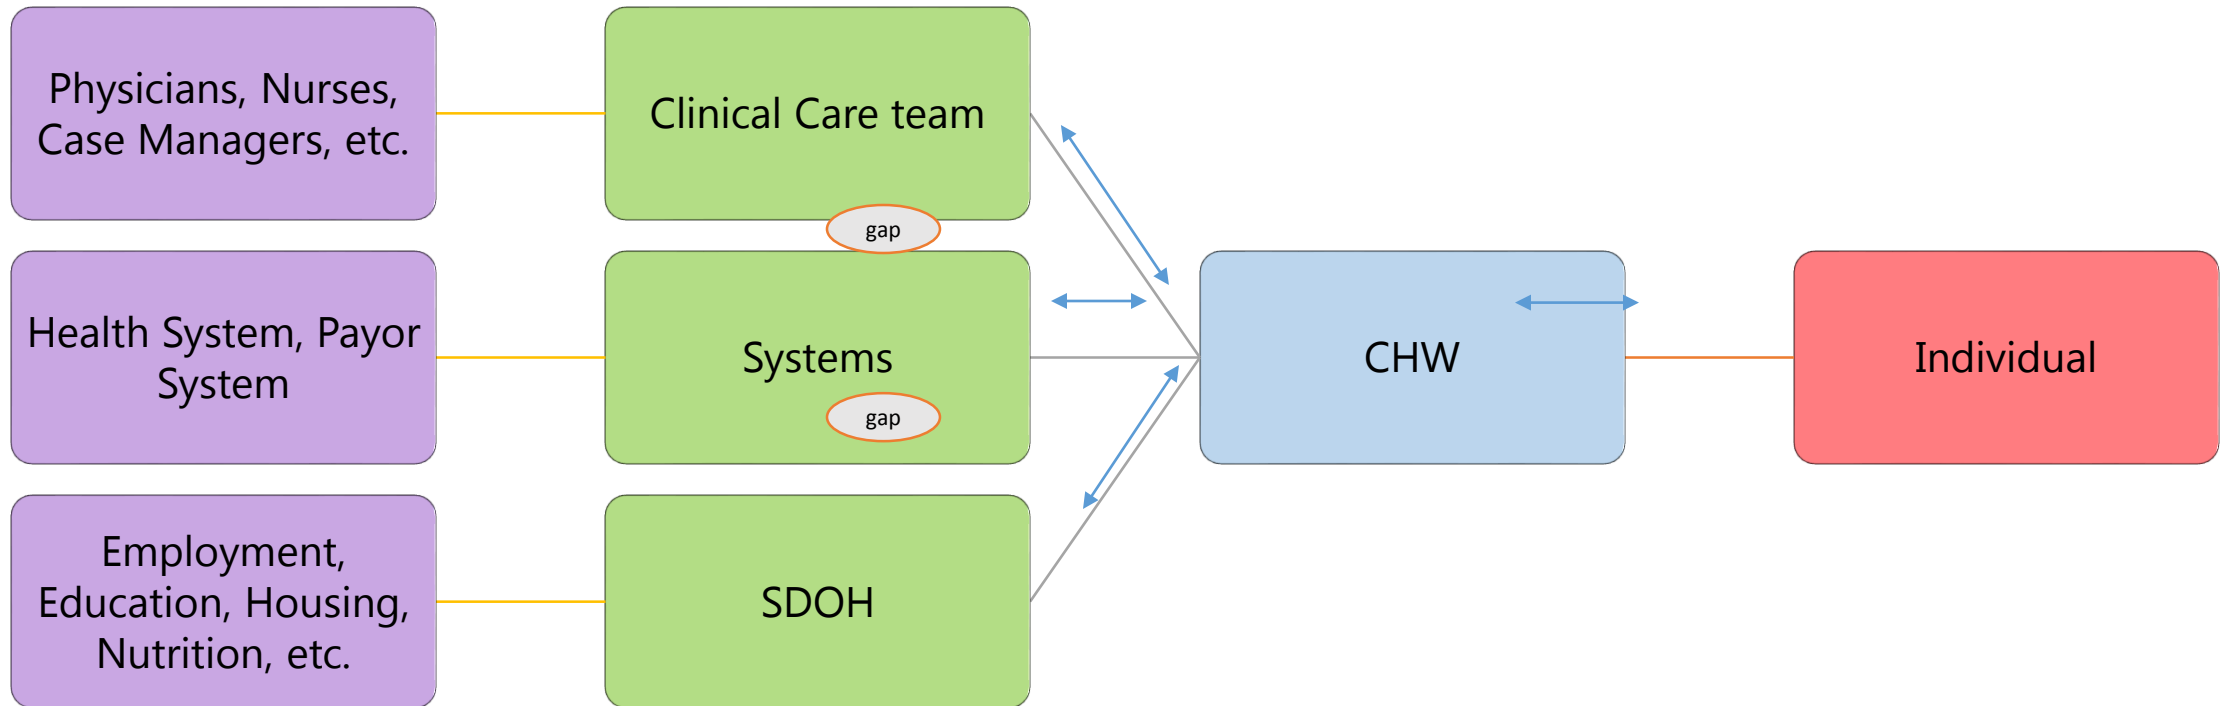 Physicians, Nurses,
Case Managers, etc.
Clinical Care team
gap
Health System, Payor
System
Systems
gap
CHW
Individual
Employment,
Education, Housing,
Nutrition, etc.
SDOH